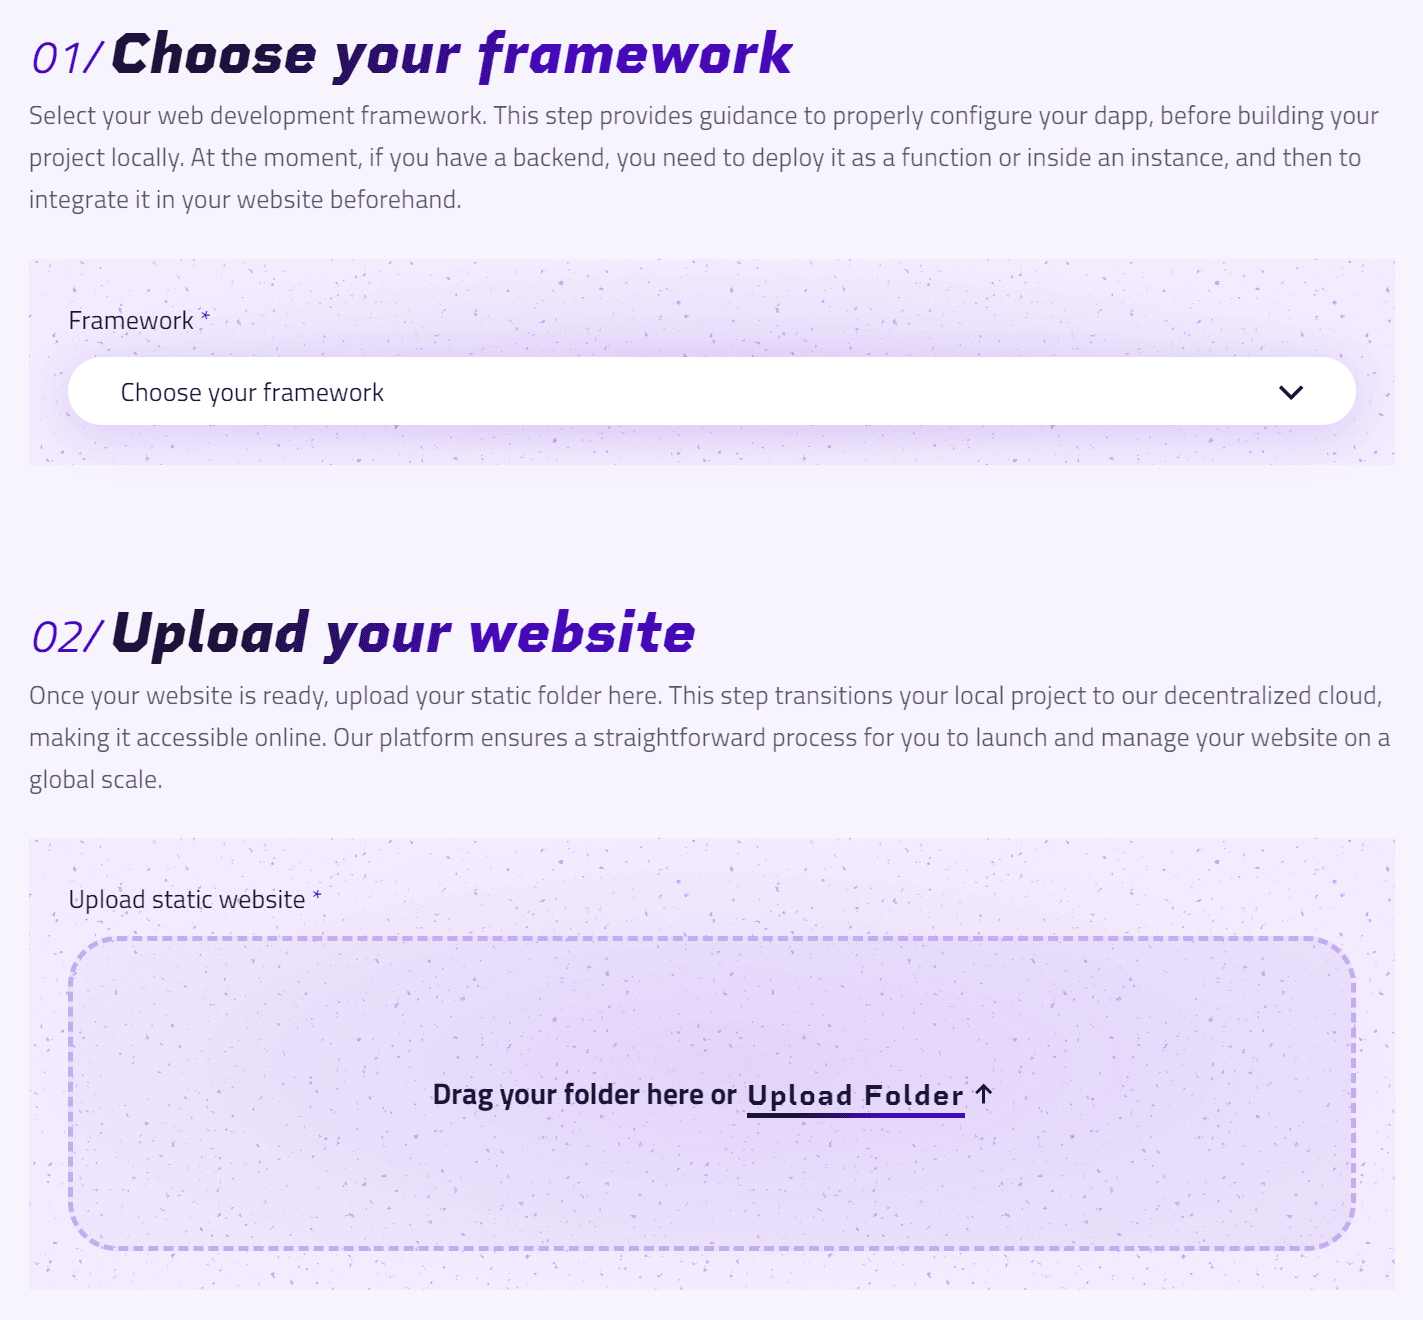 01/ Choose your framework
Select your web development framework. This step provides guidance to properly configure your dapp, before building your
project locally. At the moment, if you have a backend, you need to deploy it as a function or inside an instance, and then to
integrate it in your website beforehand.
Framework *
Choose your framework
02/ Upload your website
Once your website is ready, upload your static folder here. This step transitions your local project to our decentralized cloud,
making it accessible online. Our platform ensures a straightforward process for you to launch and manage your website on a
global scale.
Upload static website *
Drag your folder here or Upload Folder ↑